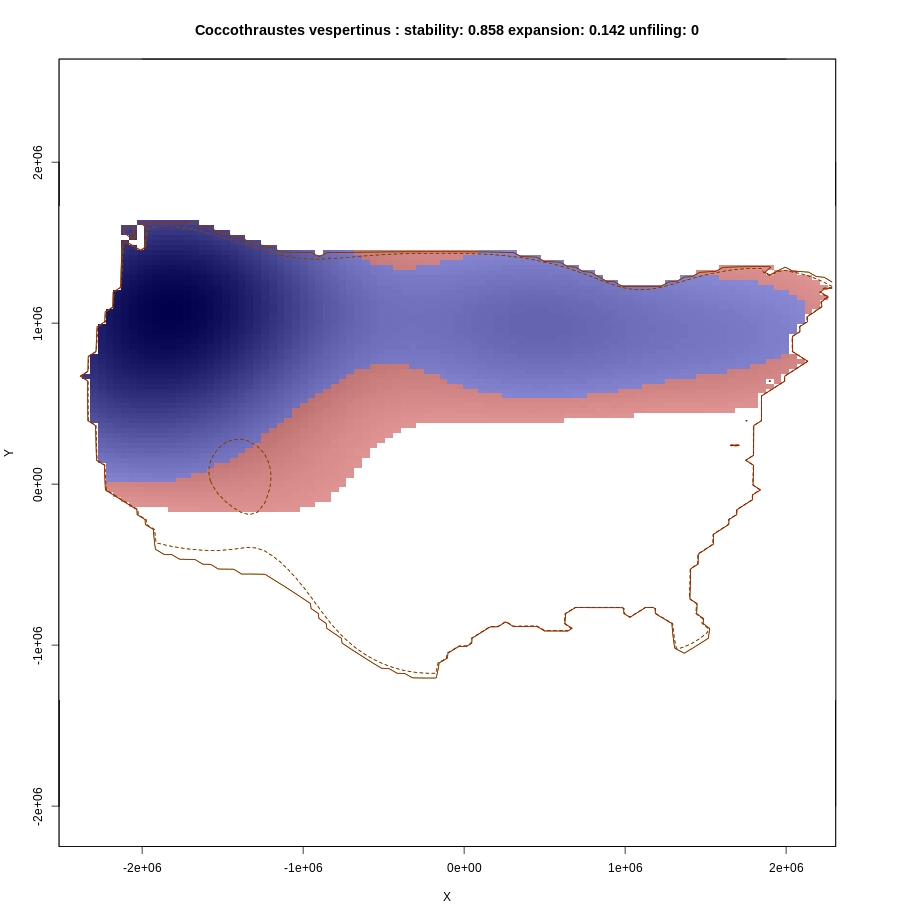 Coccothraustes vespertinus : stability: 0.858 expansion: 0.142 unfiling: 0
2e+06
1e+06
0e+00
-1e+06
-2e+06
Y
-2e+06 -1e+06 0e+00 1e+06 2e+06
X